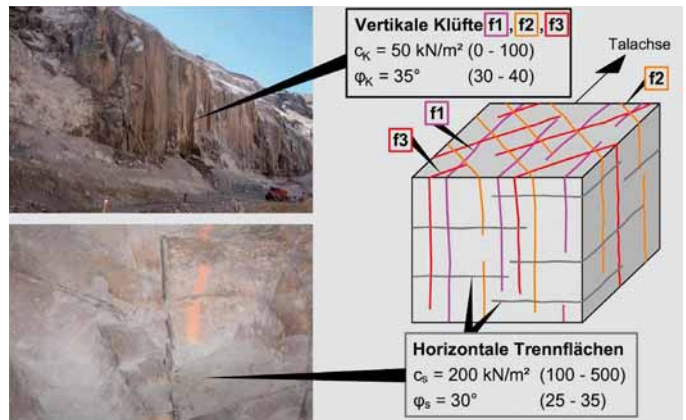 Vertikale Klüfte f1, f2, f3
c_K = 50 kN/m² (0 - 100)
φ_K = 35° (30 - 40)
Talachse
f2
f1
f3
Horizontale Trennflächen
c_s = 200 kN/m² (100 - 500)
φ_s = 30° (25 - 35)